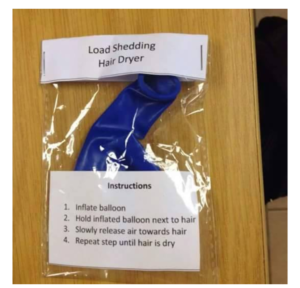 Load Shedding
Hair Dryer
Instructions
1. Inflate balloon
2. Hold inflated balloon next to hair
3. Slowly release air towards hair
4. Repeat step until hair is dry